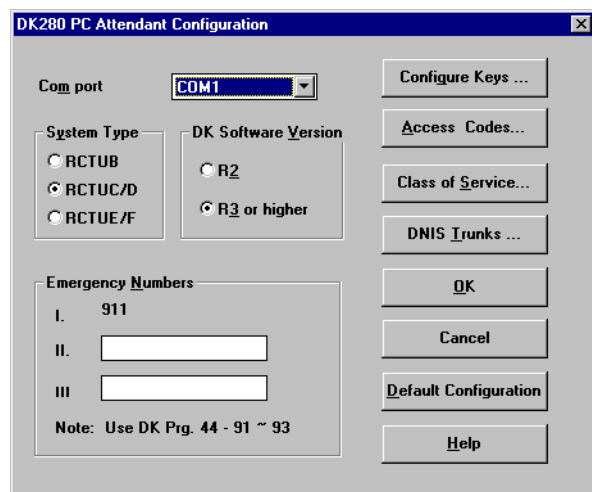 DK280 PC Attendant Configuration
Com port
COM1
System Type
RCTUB
RCTUC/D
RCTUE/F
DK Software Version
R2
R3 or higher
Emergency Numbers
I. 911
II.
III
Note: Use DK Prg. 44 - 91 ~ 93
Configure Keys ...
Access Codes...
Class of Service...
DNIS Trunks ...
OK
Cancel
Default Configuration
Help